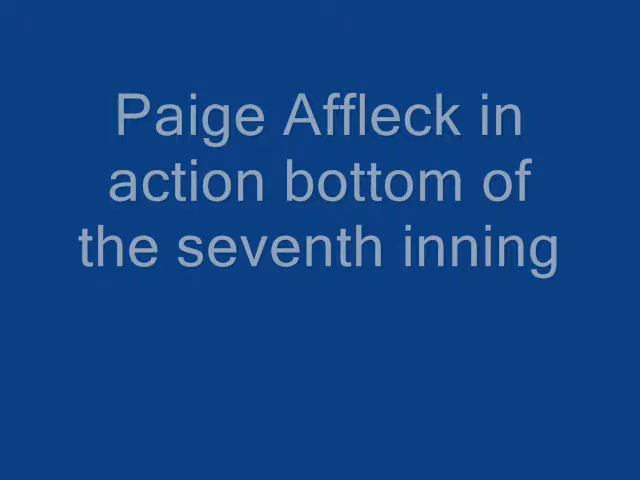 Paige Affleck in
action bottom of
the seventh inning